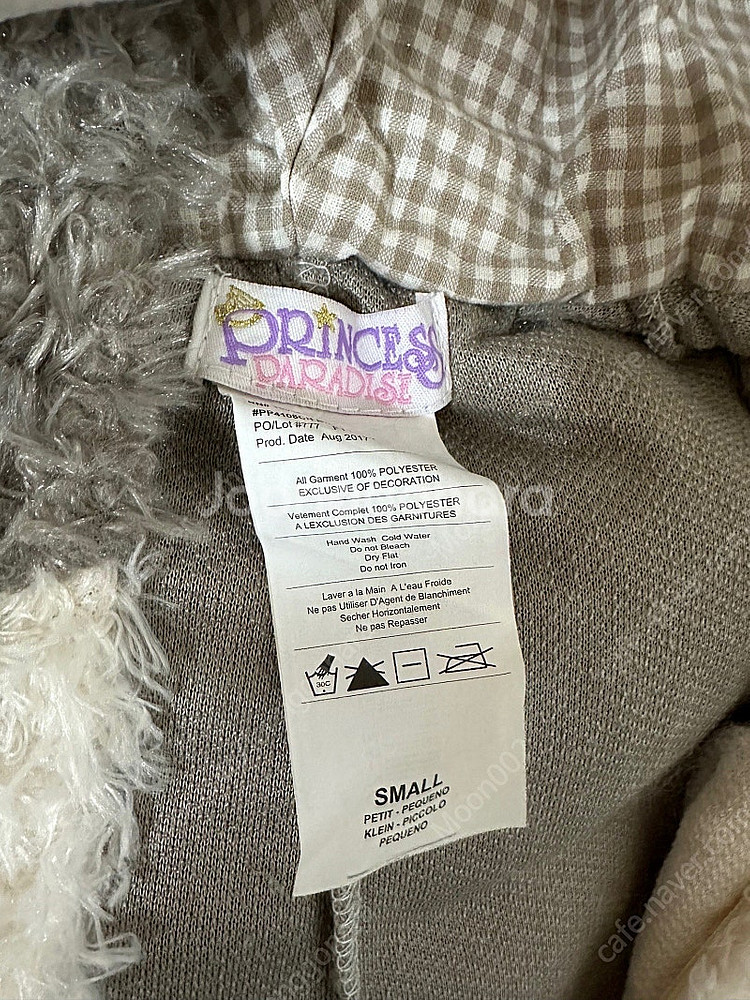 PRINCESS
PARADISE
PO/Lot #777
Prod. Date Aug 2017
All Garment 100% POLYESTER
EXCLUSIVE OF DECORATION
Vetement Complet 100% POLYESTER
A LEXCLUSION DES GARNITURES
Hand Wash Cold Water
Do not Bleach
Dry Flat
Do not Iron
Laver a la Main A L'eau Froide
Ne pas Utiliser D'Agent de Blanchiment
Secher Horizontalement
Ne pas Repasser
30C
SMALL
PETIT - PEQUENO
KLEIN - PICCOLO
PEQUENO
cafe.naver.com